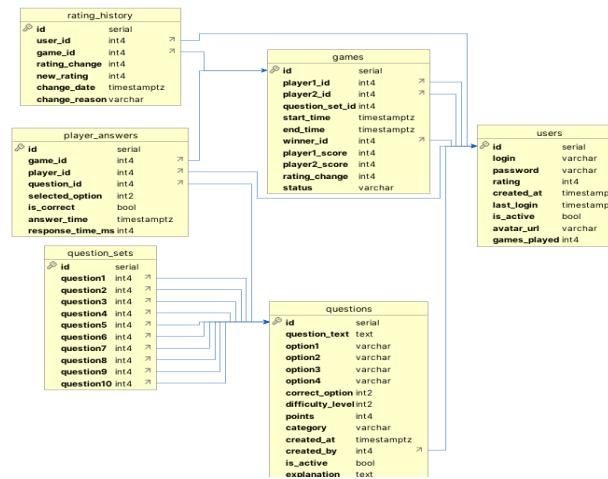 rating_history
id serial
user_id int4
game_id int4
rating_change int4
new_rating int4
change_date timestamptz
change_reason varchar
games
id serial
player1_id int4
player2_id int4
question_set_id int4
start_time timestamptz
end_time timestamptz
winner_id int4
player1_score int4
player2_score int4
rating_change int4
status varchar
player_answers
id serial
game_id int4
player_id int4
question_id int4
selected_option int2
is_correct bool
answer_time timestamptz
response_time_ms int4
users
id serial
login varchar
password varchar
rating int4
created_at timestamp
last_login timestamp
is_active bool
avatar_url varchar
games_played int4
question_sets
id serial
question1 int4
question2 int4
question3 int4
question4 int4
question5 int4
question6 int4
question7 int4
question8 int4
question9 int4
question10 int4
questions
id serial
question_text text
option1 varchar
option2 varchar
option3 varchar
option4 varchar
correct_option int2
difficulty_level int2
points int4
category varchar
created_at timestamptz
created_by int4
is_active bool
explanation text